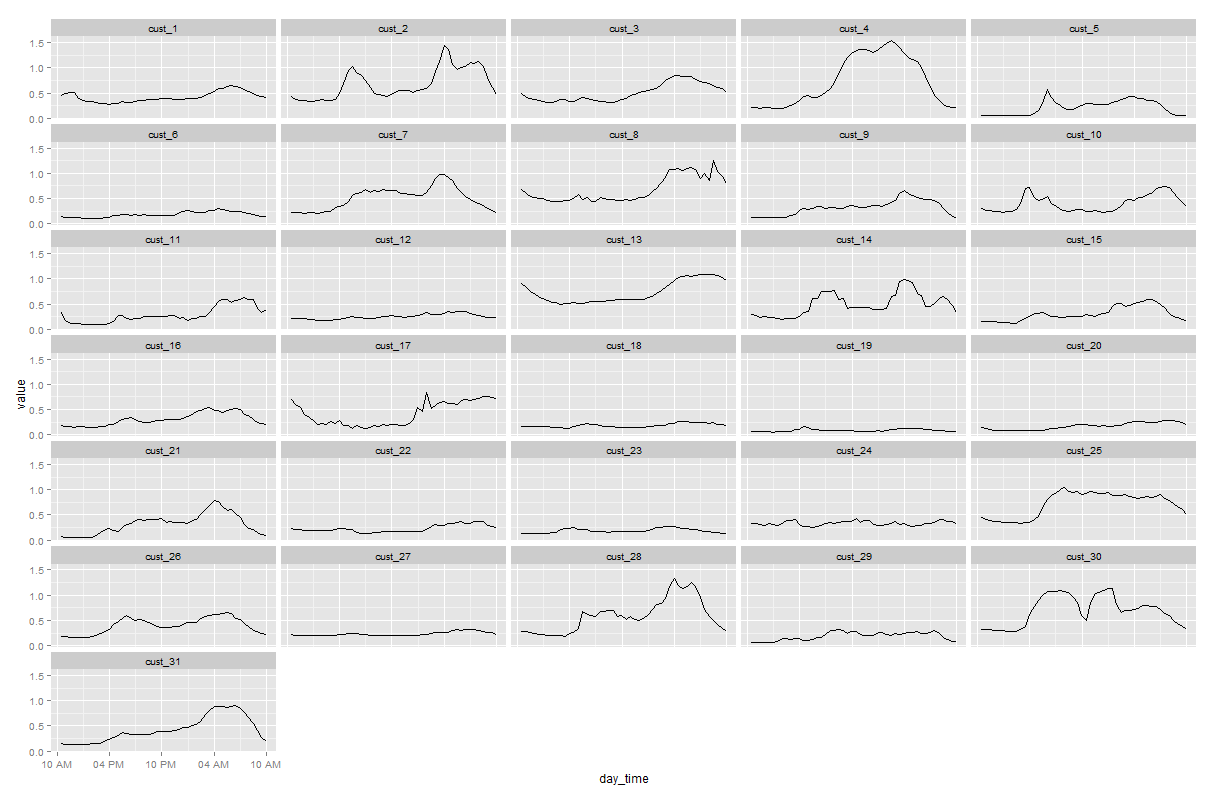 cust_1 cust_2 cust_3 cust_4 cust_5
1.5
1.0
0.5
0.0
cust_6 cust_7 cust_8 cust_9 cust_10
1.5
1.0
0.5
0.0
cust_11 cust_12 cust_13 cust_14 cust_15
1.5
1.0
0.5
0.0
cust_16 cust_17 cust_18 cust_19 cust_20
1.5
1.0
0.5
0.0
value
cust_21 cust_22 cust_23 cust_24 cust_25
1.5
1.0
0.5
0.0
cust_26 cust_27 cust_28 cust_29 cust_30
1.5
1.0
0.5
0.0
cust_31
1.5
1.0
0.5
0.0
10 AM 04 PM 10 PM 04 AM 10 AM
day_time